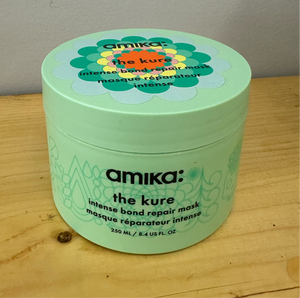 amika:
the kure
intense bond repair mask
masque réparateur
intense
amika:
the kure
intense bond repair mask
masque réparateur intense
250 ML / 8.4 US FL. OZ.